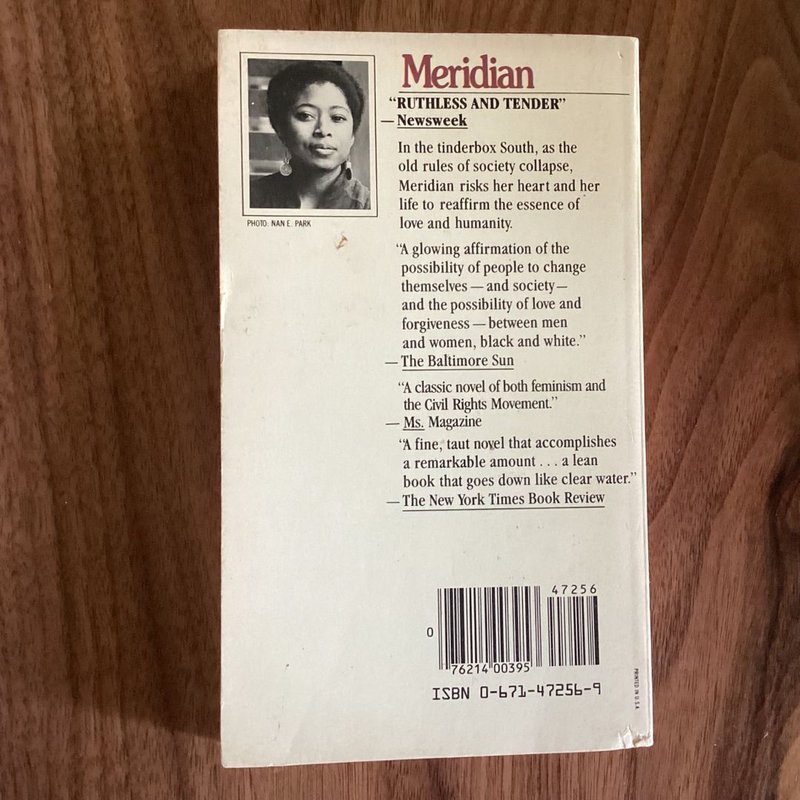 Meridian
“RUTHLESS AND TENDER”
— Newsweek
In the tinderbox South, as the
old rules of society collapse,
Meridian risks her heart and her
life to reaffirm the essence of
love and humanity.
“A glowing affirmation of the
possibility of people to change
themselves — and society—
and the possibility of love and
forgiveness — between men
and women, black and white.”
— The Baltimore Sun
“A classic novel of both feminism and
the Civil Rights Movement.”
— Ms. Magazine
“A fine, taut novel that accomplishes
a remarkable amount . . . a lean
book that goes down like clear water.”
— The New York Times Book Review
PHOTO: NAN E. PARK
47256
0
76214 00395
ISBN 0-671-47256-9
PRINTED IN U.S.A.